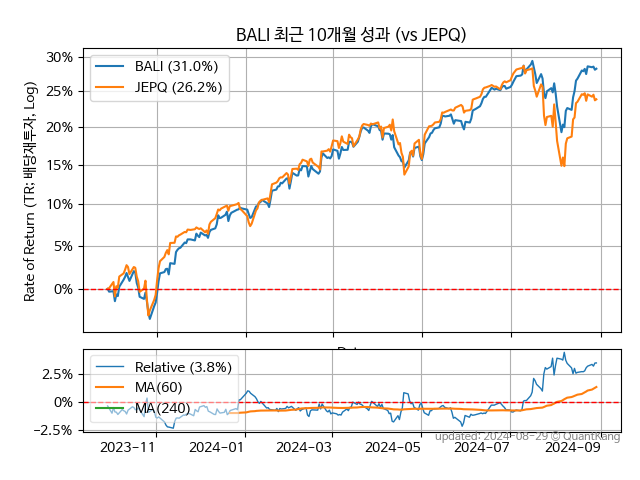 BALI 최근 10개월 성과 (vs JEPQ)
Rate of Return (TR: 배당재투자, Log)
30%
25%
20%
15%
10%
5%
0%
BALI (31.0%)
JEPQ (26.2%)
2.5%
0%
−2.5%
Relative (3.8%)
MA(60)
MA(240)
2023−11
2024−01
2024−03
2024−05
2024−07
2024−09
updated: 2024-08-29 © QuantKang